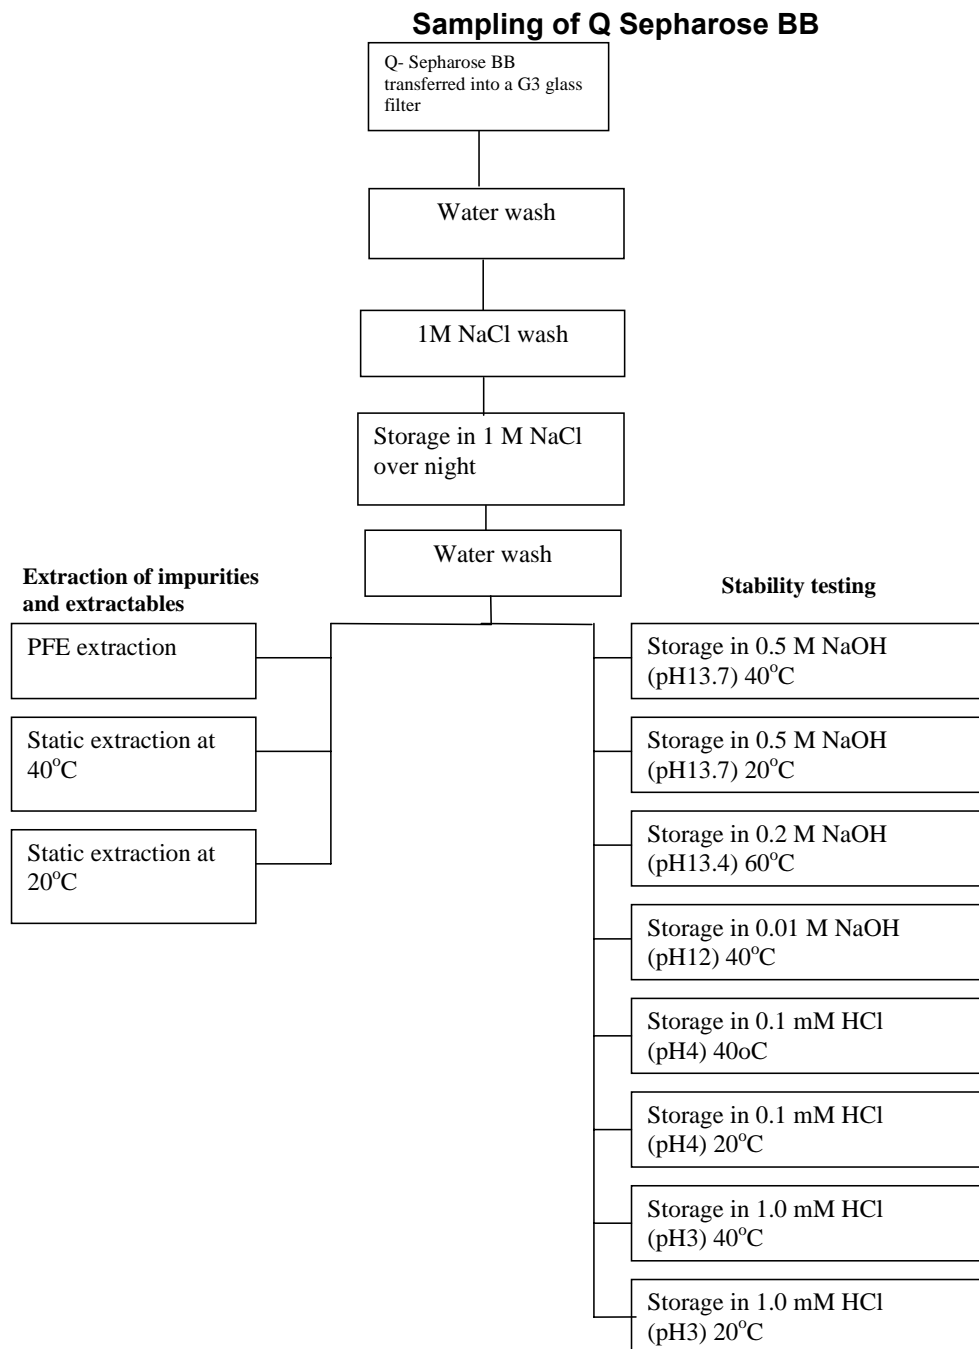 Sampling of Q Sepharose BB
Q- Sepharose BB
transferred into a G3 glass
filter
Water wash
1M NaCl wash
Storage in 1 M NaCl
over night
Water wash
Extraction of impurities
and extractables
PFE extraction
Static extraction at
40°C
Static extraction at
20°C
Stability testing
Storage in 0.5 M NaOH
(pH13.7) 40°C
Storage in 0.5 M NaOH
(pH13.7) 20°C
Storage in 0.2 M NaOH
(pH13.4) 60°C
Storage in 0.01 M NaOH
(pH12) 40°C
Storage in 0.1 mM HCl
(pH4) 40oC
Storage in 0.1 mM HCl
(pH4) 20°C
Storage in 1.0 mM HCl
(pH3) 40°C
Storage in 1.0 mM HCl
(pH3) 20°C